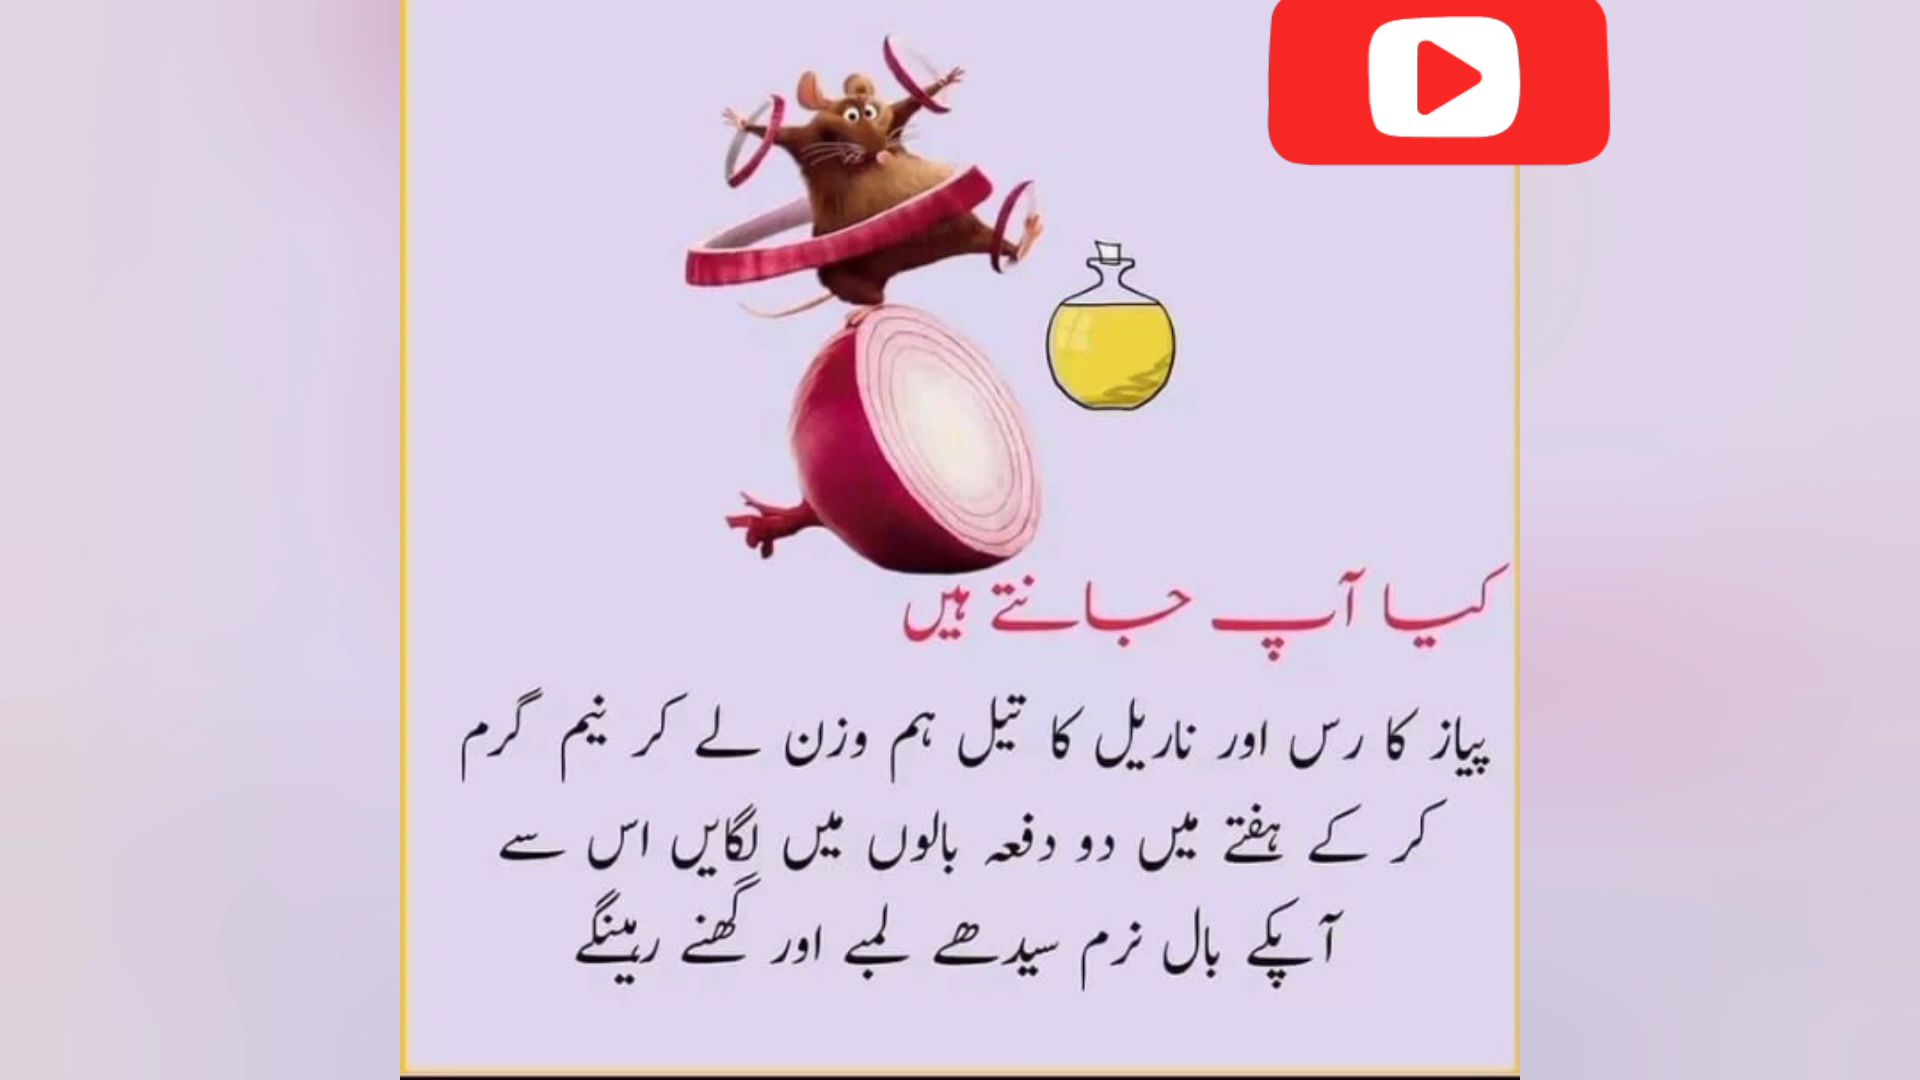 کیا آپ جانتے ہیں
پیاز کا رس اور ناریل کا تیل ہم وزن لے کر نیم گرم
کر کے ہفتے میں دو دفعہ بالوں میں لگایں اس سے
آپکے بال نرم سیدھے لمبے اور گھنے رہینگے